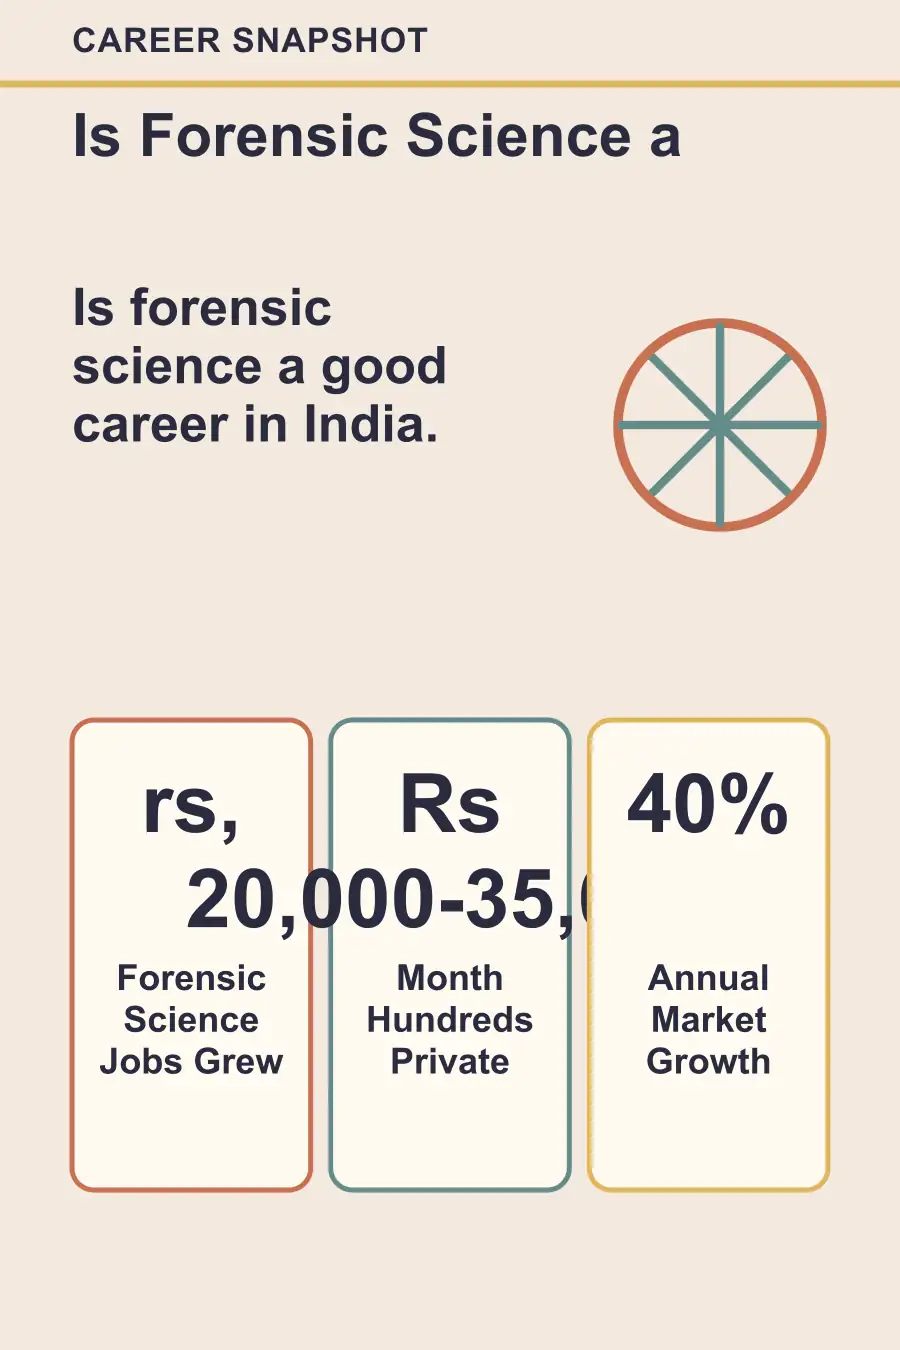 CAREER SNAPSHOT
Is Forensic Science a
Is forensic
science a good
career in India.
rs,
Forensic
Science
Jobs Grew
Rs
20,000-35,
Month
Hundreds
Private
40%
Annual
Market
Growth